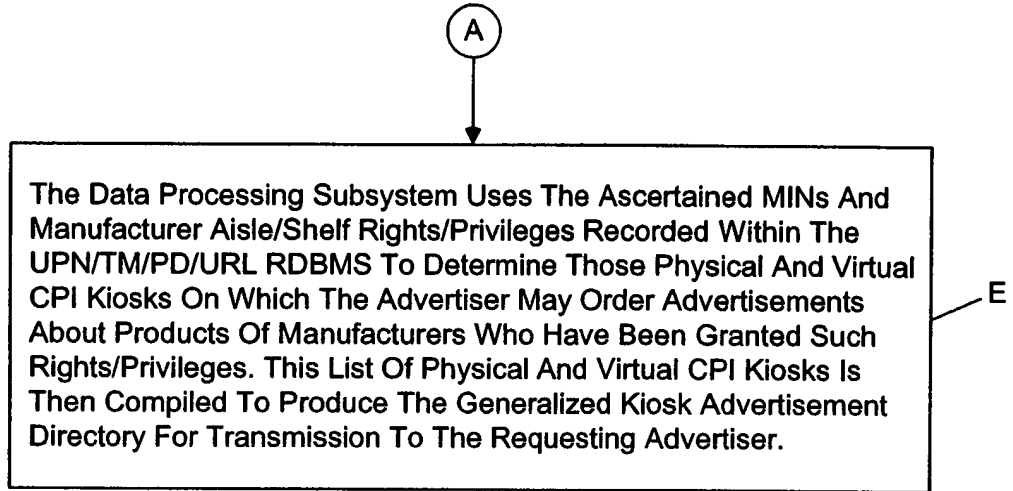 A
The Data Processing Subsystem Uses The Ascertained MINs And
Manufacturer Aisle/Shelf Rights/Privileges Recorded Within The
UPN/TM/PD/URL RDBMS To Determine Those Physical And Virtual
CPI Kiosks On Which The Advertiser May Order Advertisements
About Products Of Manufacturers Who Have Been Granted Such
Rights/Privileges. This List Of Physical And Virtual CPI Kiosks Is
Then Compiled To Produce The Generalized Kiosk Advertisement
Directory For Transmission To The Requesting Advertiser.
E